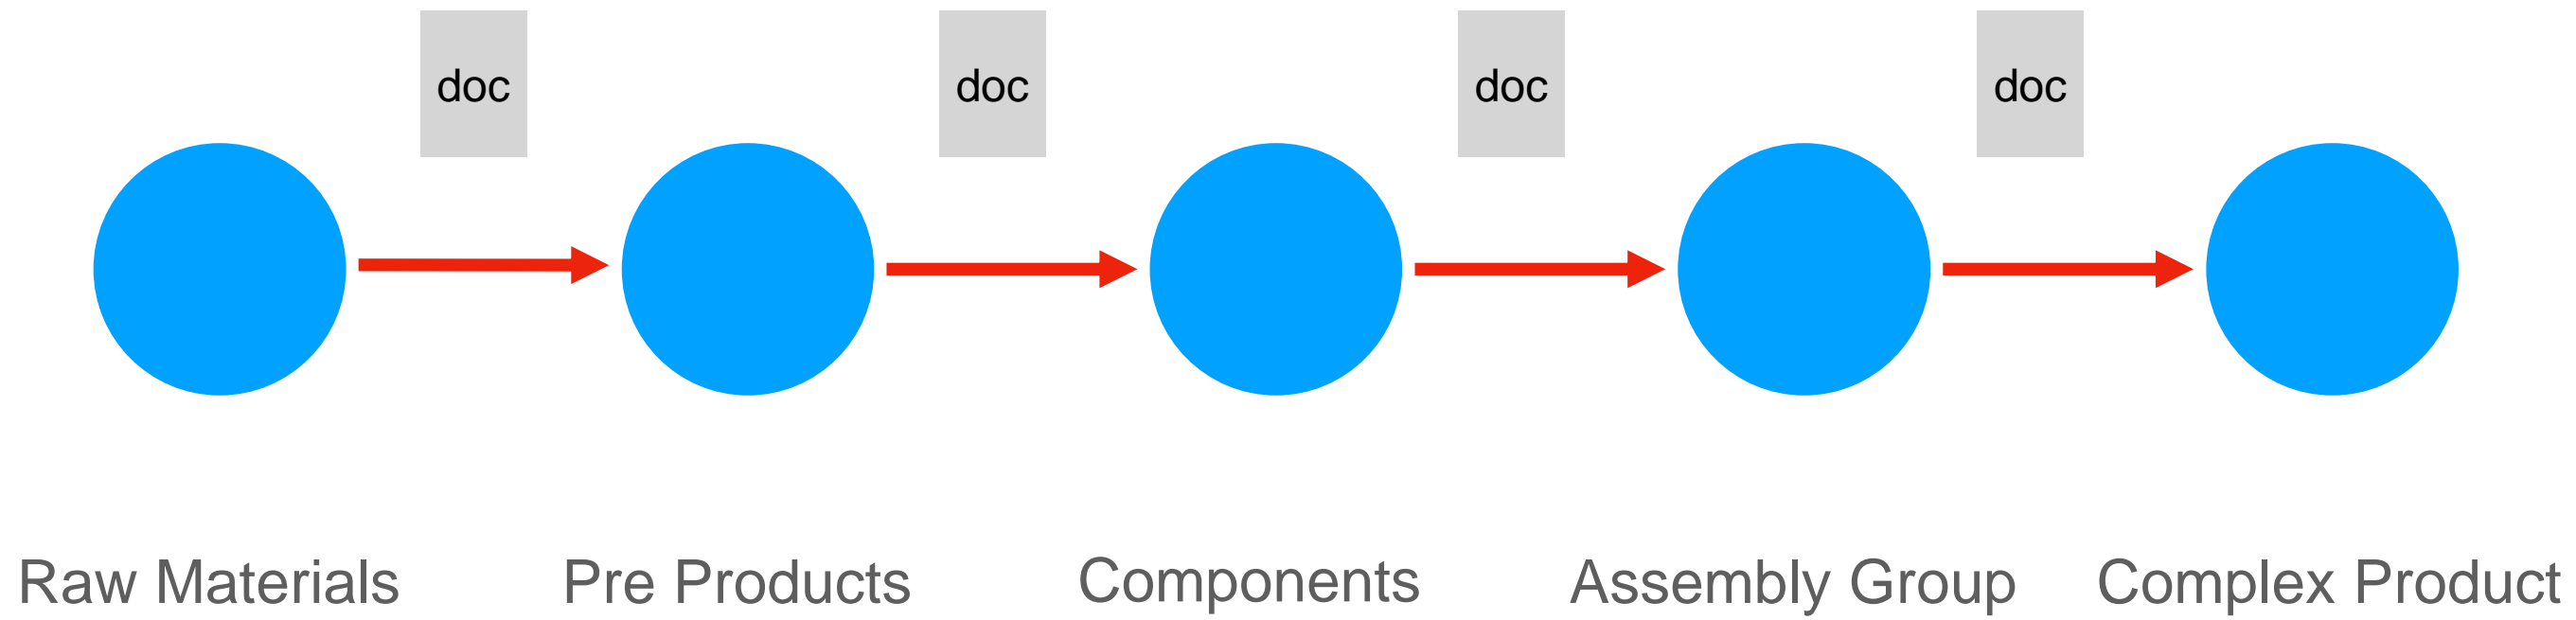 doc
doc
doc
doc
Raw Materials
Pre Products
Components
Assembly Group
Complex Product